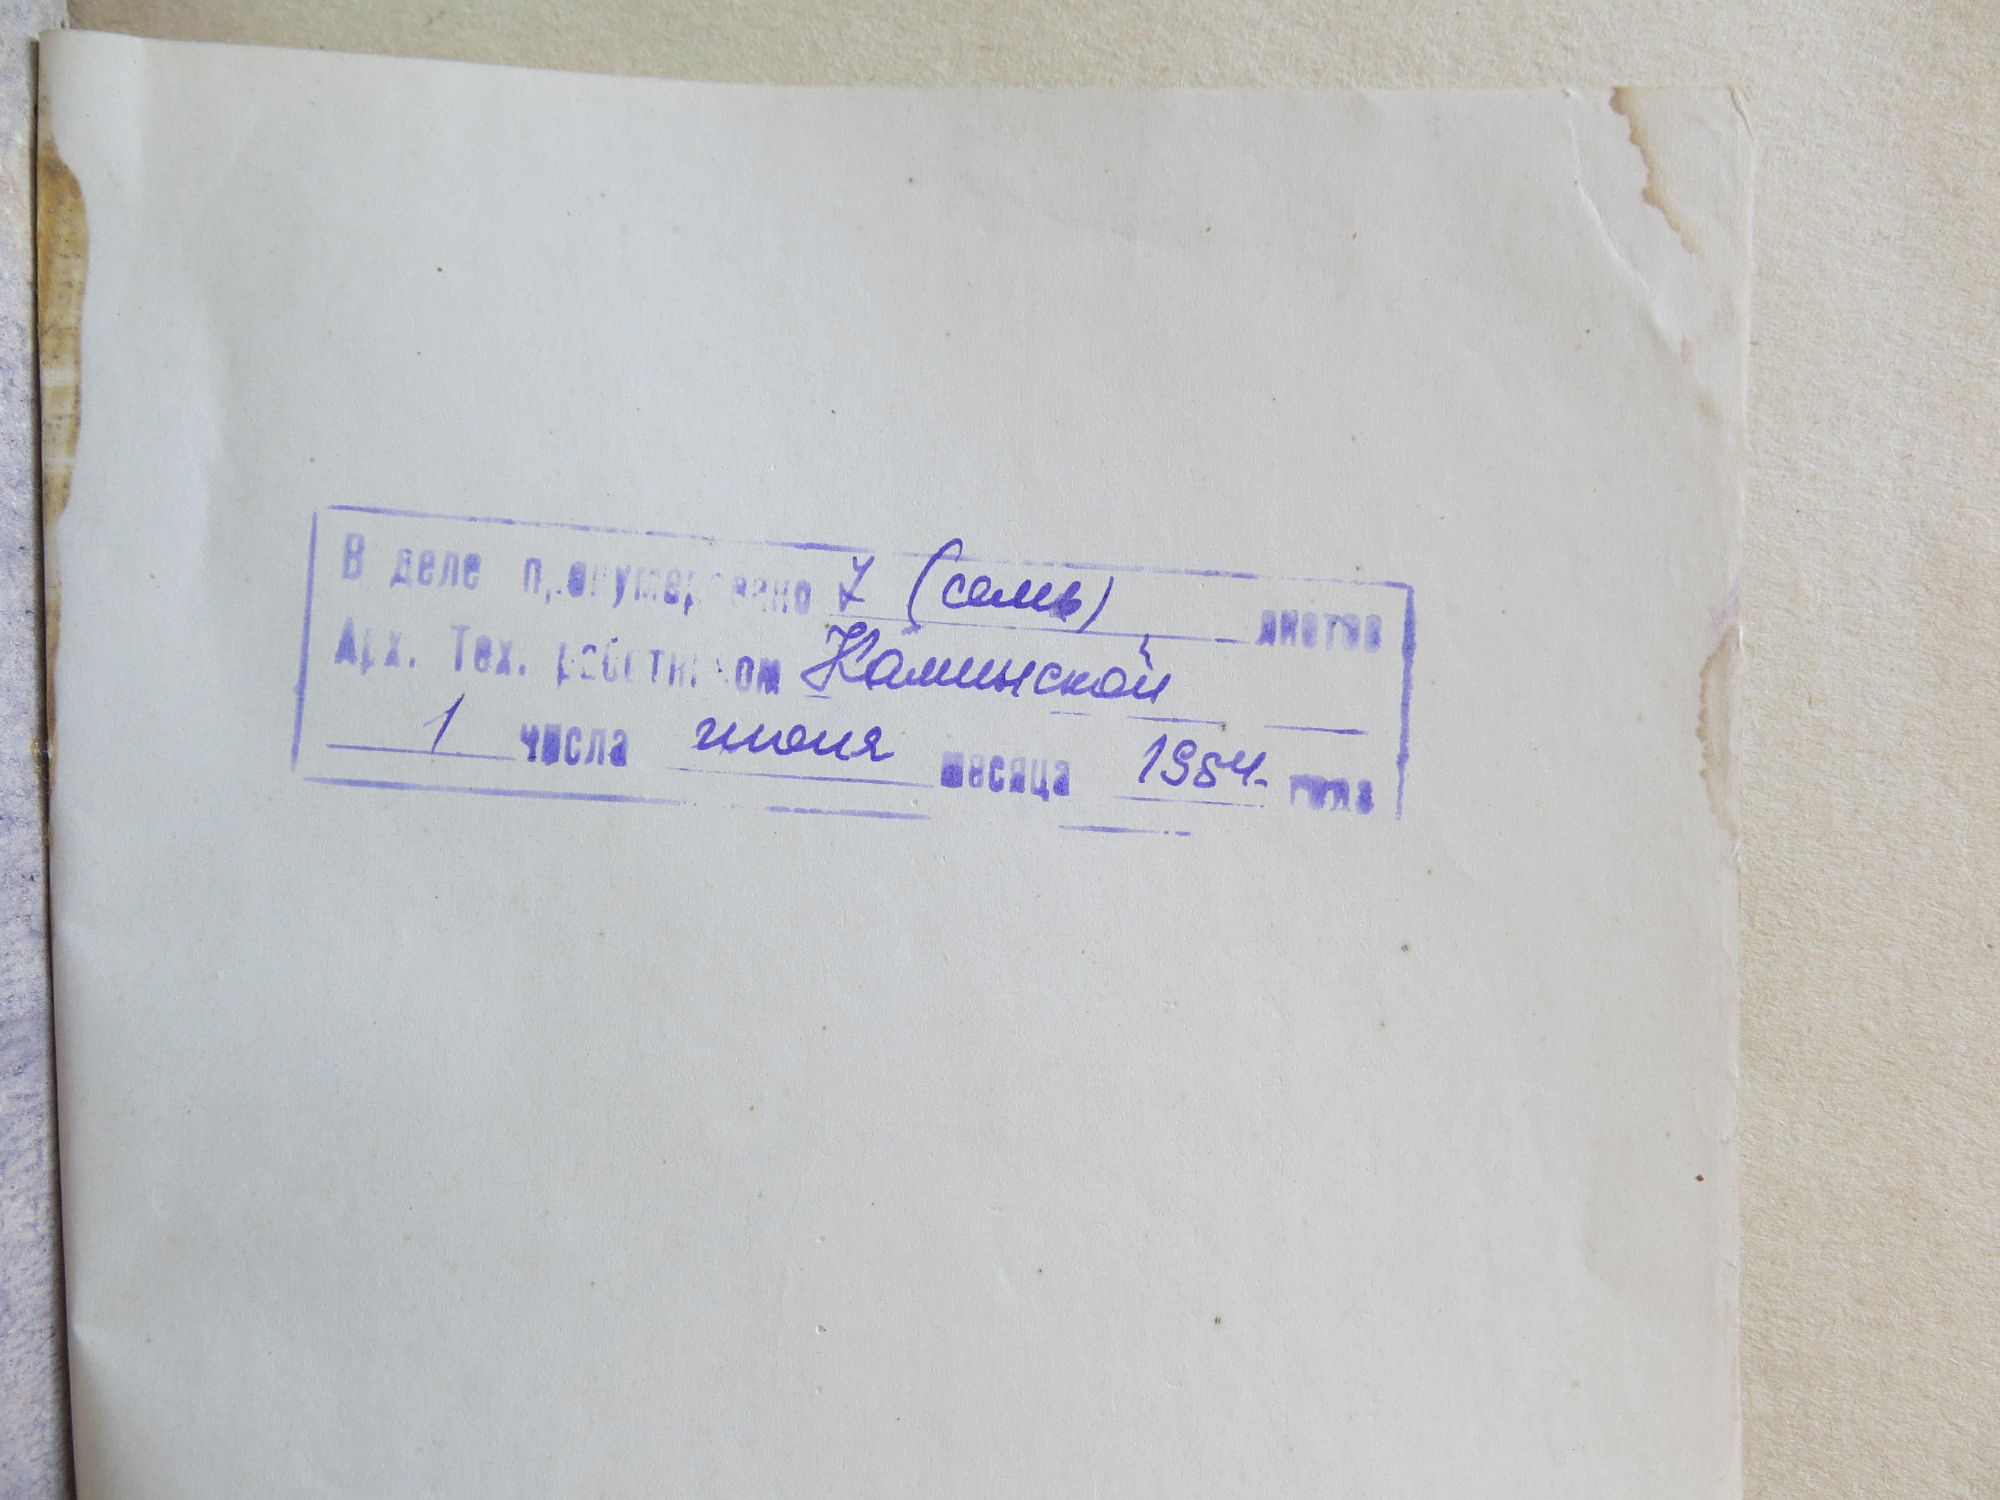 В деле пронумеровано 7 (семь) листов
Арх. Тех. работником Каминской
1 числа июня месяца 1984. года